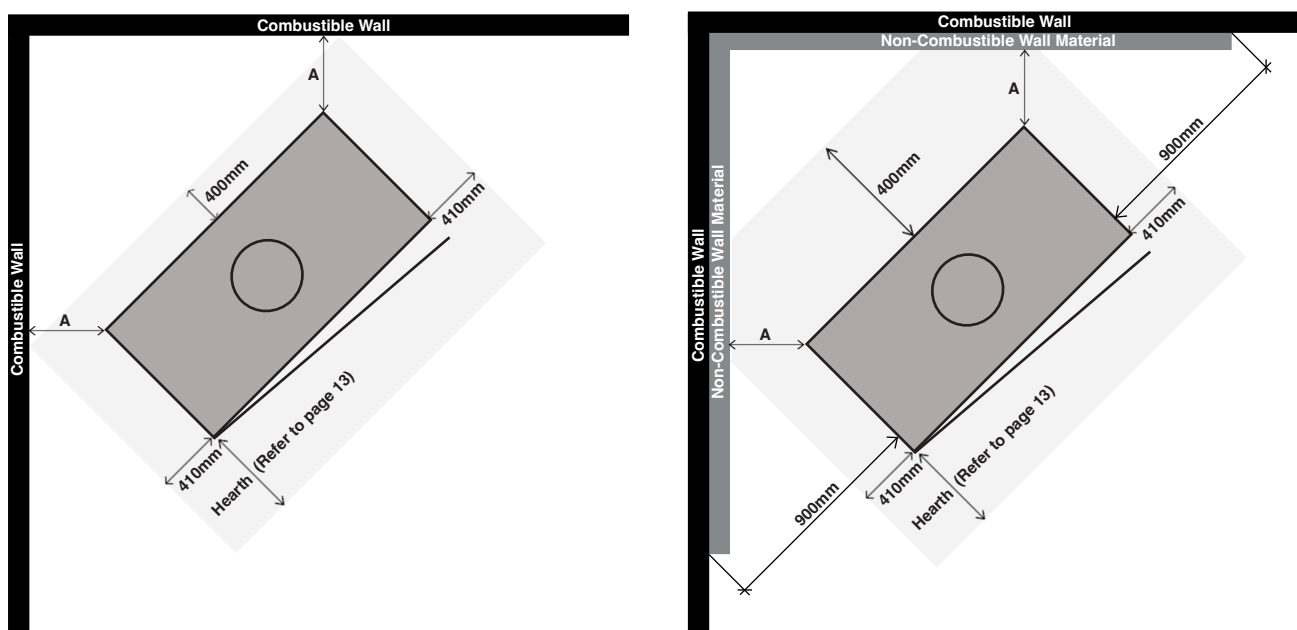 Combustible Wall
A
400mm
410mm
Combustible Wall
A
410mm
Hearth (Refer to page 13)
Combustible Wall
Non-Combustible Wall Material
A
900mm
400mm
410mm
Combustible Wall
Non-Combustible Wall Material
A
410mm
Hearth (Refer to page 13)
900mm